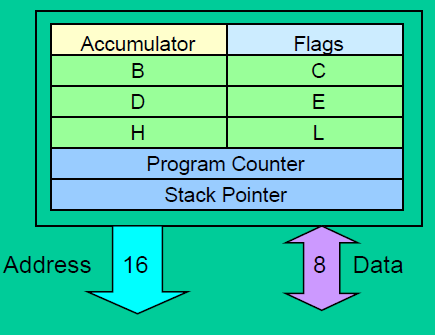 Accumulator Flags
B C
D E
H L
Program Counter
Stack Pointer
Address 16 8 Data